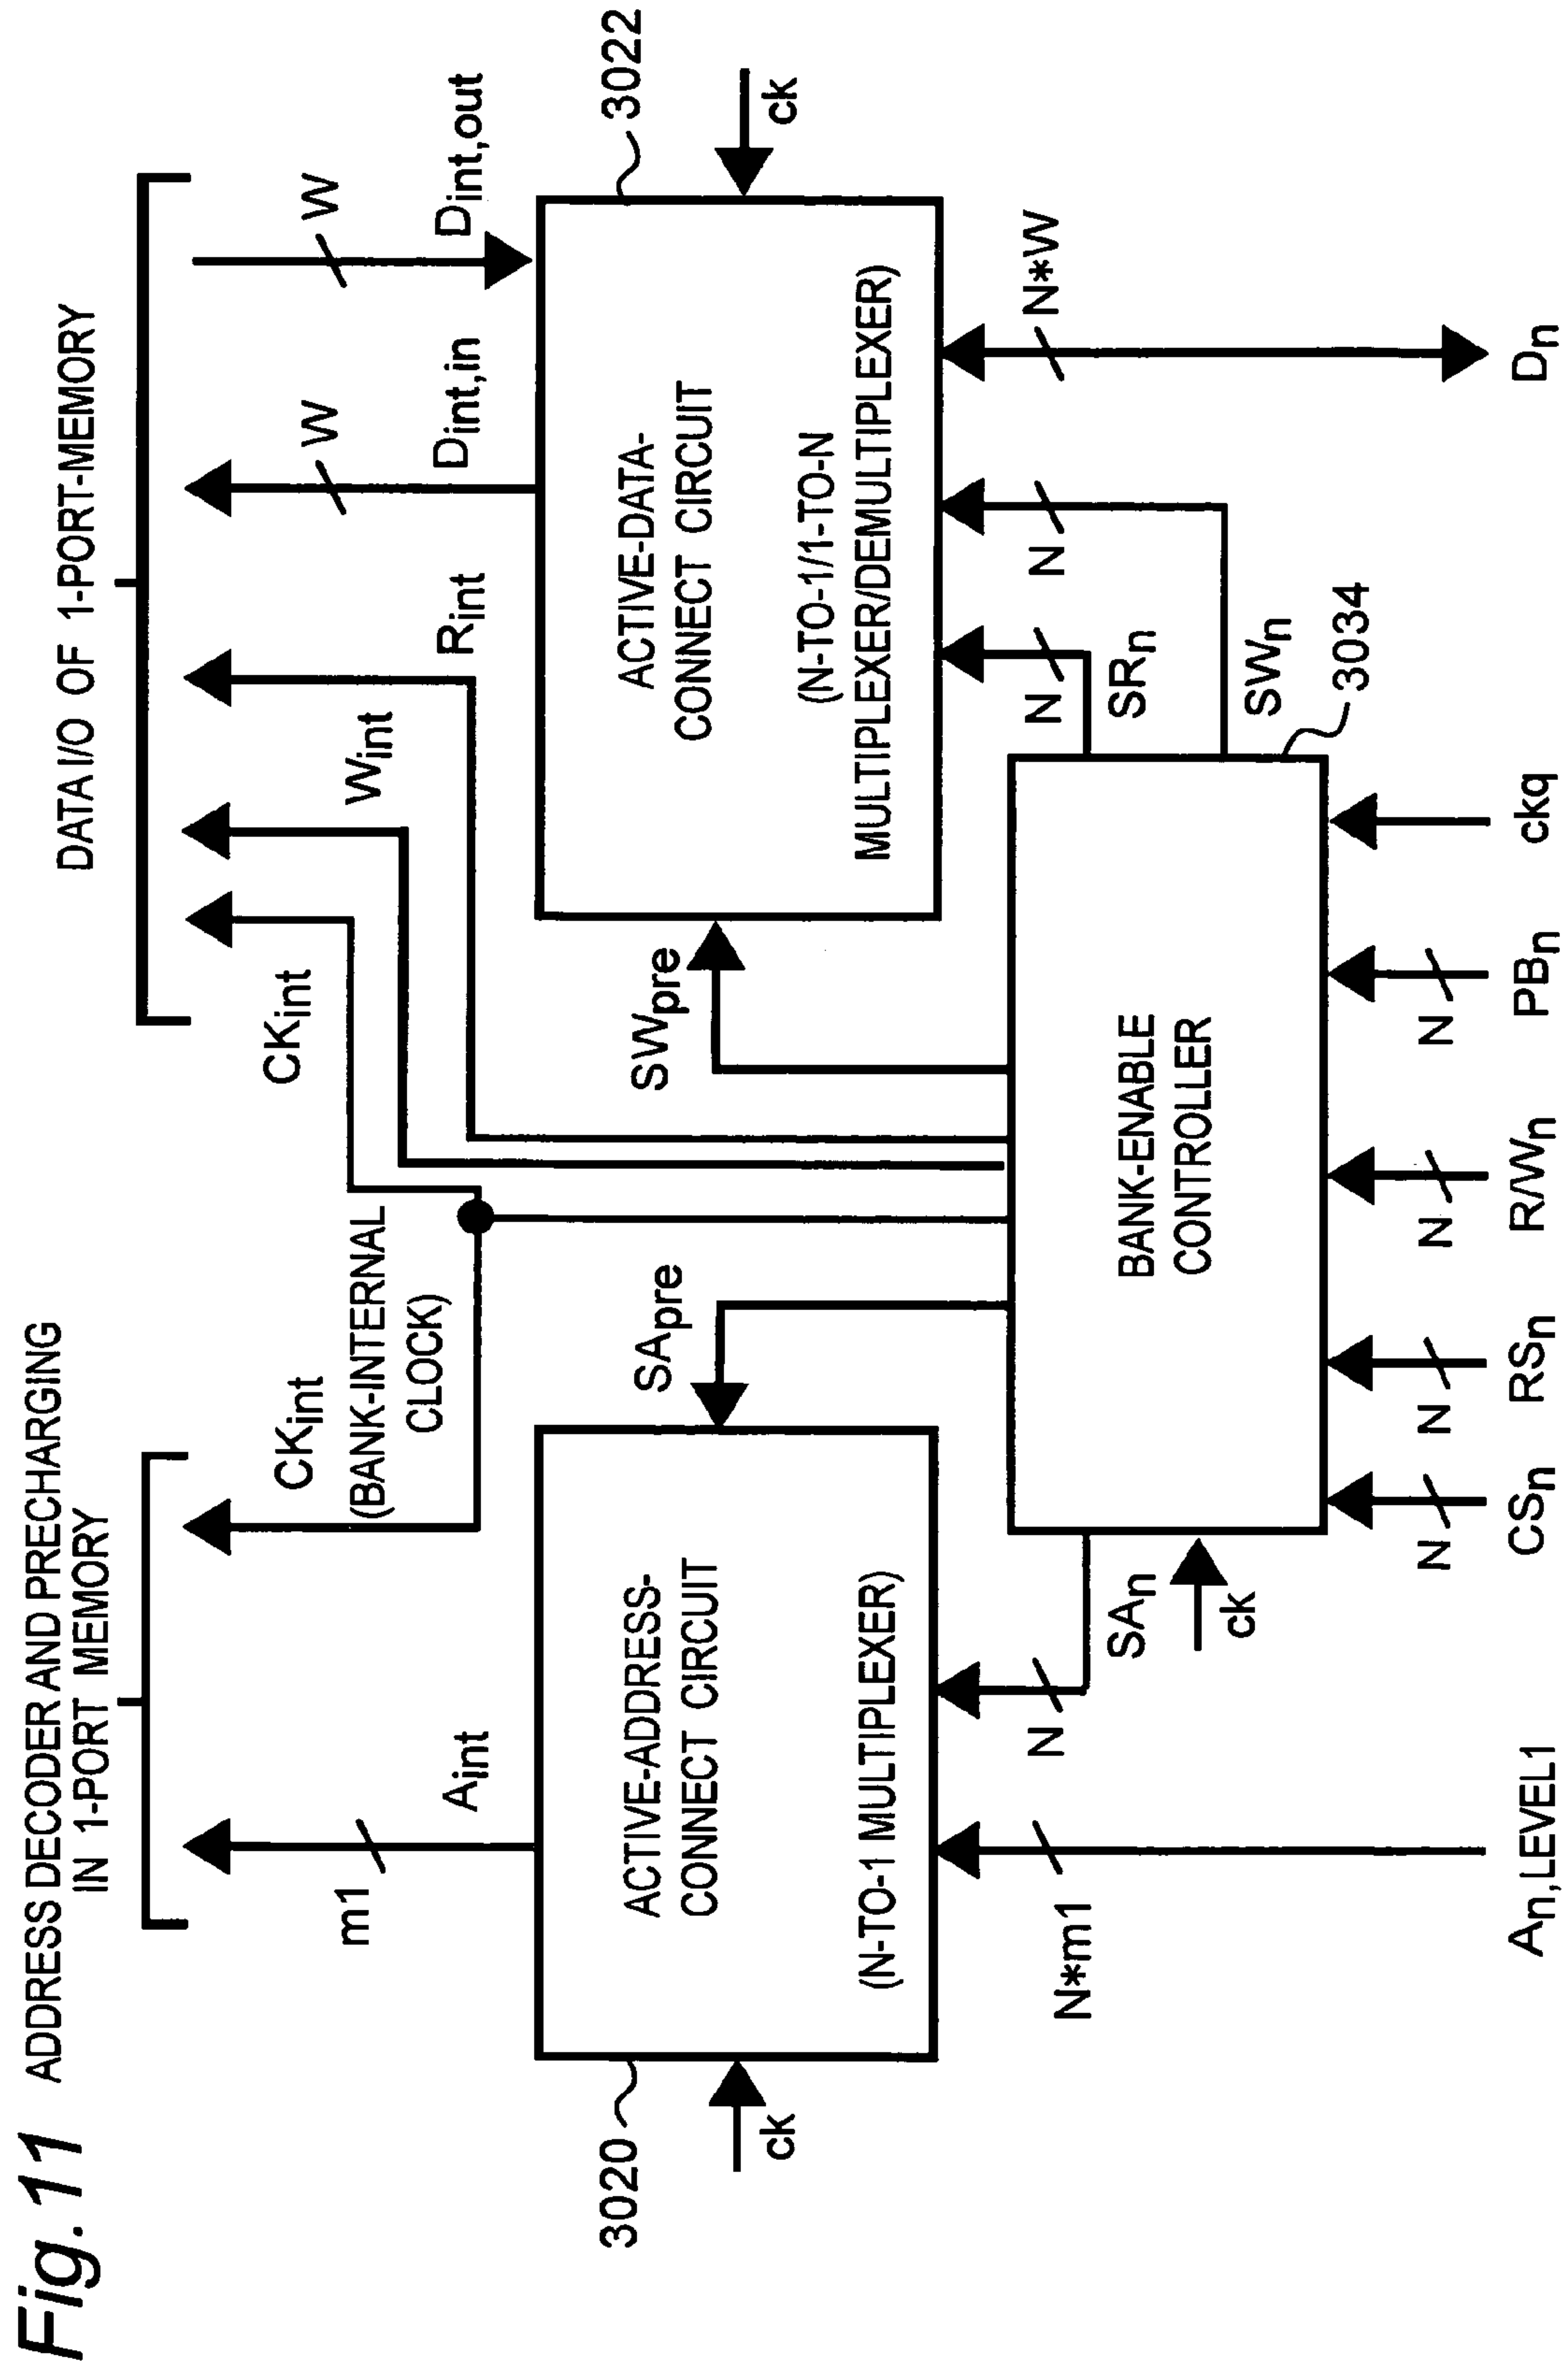 Fig. 11
ADDRESS DECODER AND PRECHARGING
IN 1-PORT MEMORY
DATA I/O OF 1-PORT-MEMORY
m1
Aint
CKint
(BANK-INTERNAL
CLOCK)
CKint
Wint
Rint
W
Dint,in
W
Dint,out
3020
ck
ACTIVE-ADDRESS-
CONNECT CIRCUIT
(N-TO-1 MULTIPLEXER)
SApre
SWpre
ACTIVE-DATA-
CONNECT CIRCUIT
(N-TO-1/1-TO-N
MULTIPLEXER/DEMULTIPLEXER)
3022
ck
N*m1
N
SAn
ck
BANK-ENABLE
CONTROLLER
N
SRn
N
SWn
3034
N*W
N
N
N
N
An,LEVEL1
CSn
RSn
R/Wn
PBn
ckq
Dn